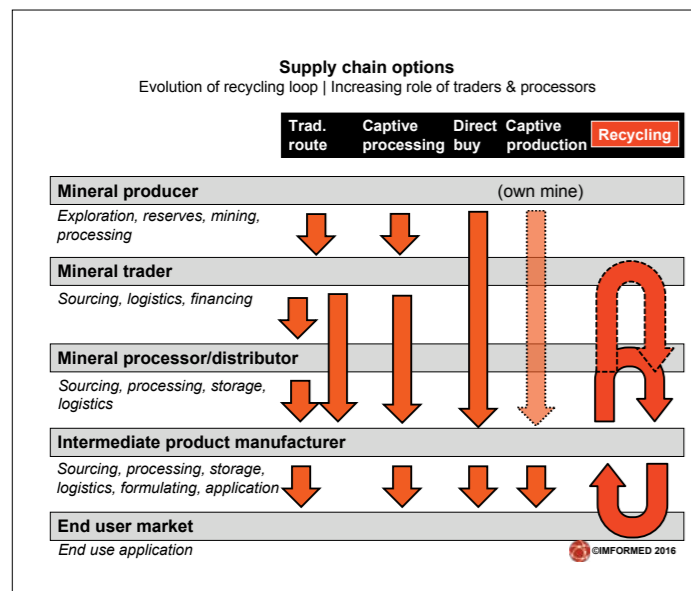 Supply chain options
Evolution of recycling loop | Increasing role of traders & processors
Trad. route
Captive processing
Direct buy
Captive production
Recycling
Mineral producer
(own mine)
Exploration, reserves, mining,
processing
Mineral trader
Sourcing, logistics, financing
Mineral processor/distributor
Sourcing, processing, storage,
logistics
Intermediate product manufacturer
Sourcing, processing, storage,
logistics, formulating, application
End user market
End use application
©IMFORMED 2016